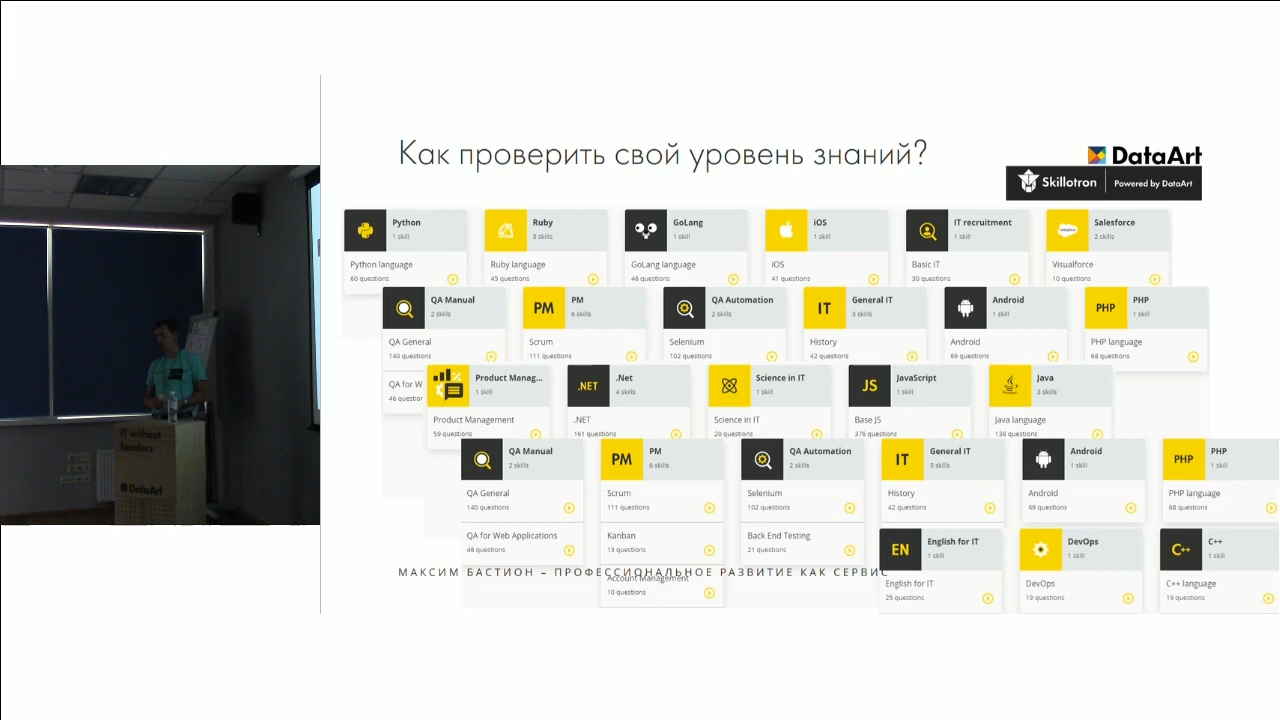 Как проверить свой уровень знаний?
DataArt
Skillotron
Powered by DataArt
Python
1 skill
Python language
60 questions
Ruby
3 skills
Ruby language
45 questions
GoLang
1 skill
GoLang language
46 questions
iOS
1 skill
iOS
41 questions
IT recruitment
1 skill
Basic IT
30 questions
salesforce
Salesforce
2 skills
Visualforce
10 questions
QA Manual
2 skills
QA General
140 questions
QA for W
46 questior
PM
PM
6 skills
Scrum
111 questions
QA Automation
2 skills
Selenium
102 questions
IT
General IT
3 skills
History
42 questions
Android
1 skill
Android
69 questions
PHP
PHP
1 skill
PHP language
68 questions
Product Manag...
1 skill
Product Management
59 questions
.NET
.Net
4 skills
.NET
161 questions
Science in IT
1 skill
Science in IT
20 questions
JS
JavaScript
1 skill
Base JS
376 questions
Java
3 skills
Java language
138 questions
QA Manual
2 skills
QA General
140 questions
QA for Web Applications
46 questions
PM
PM
6 skills
Scrum
111 questions
Kanban
13 questions
Account Management
10 questions
QA Automation
2 skills
Selenium
102 questions
Back End Testing
21 questions
IT
General IT
3 skills
History
42 questions
Android
1 skill
Android
69 questions
PHP
PHP
1 skill
PHP language
68 questions
EN
English for IT
1 skill
English for IT
25 questions
DevOps
1 skill
DevOps
19 questions
C++
C++
1 skill
C++ language
19 questions
МАКСИМ БАСТИОН – ПРОФЕССИОНАЛЬНОЕ РАЗВИТИЕ КАК СЕРВИС
IT without
borders
DataArt